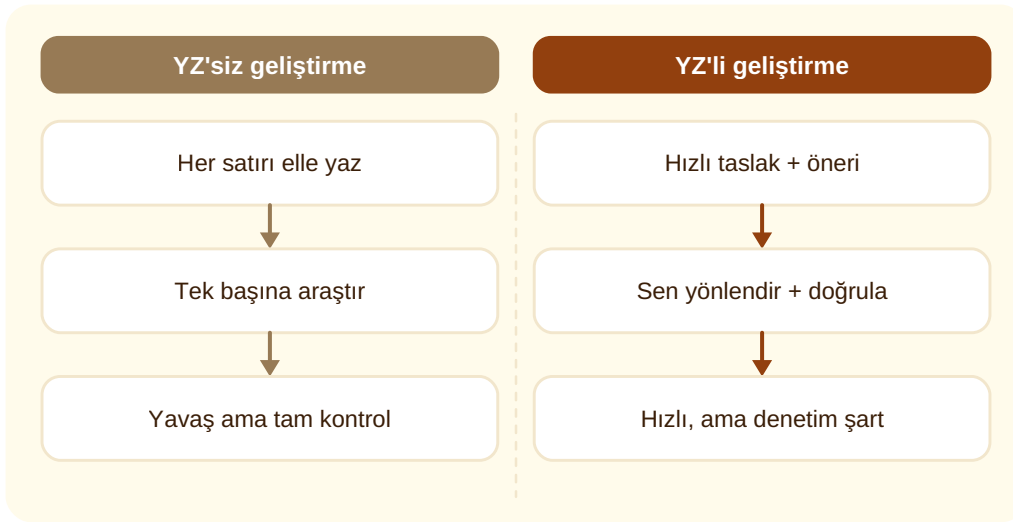 YZ'siz geliştirme
Her satırı elle yaz
Tek başına araştır
Yavaş ama tam kontrol
YZ'li geliştirme
Hızlı taslak + öneri
Sen yönlendir + doğrula
Hızlı, ama denetim şart